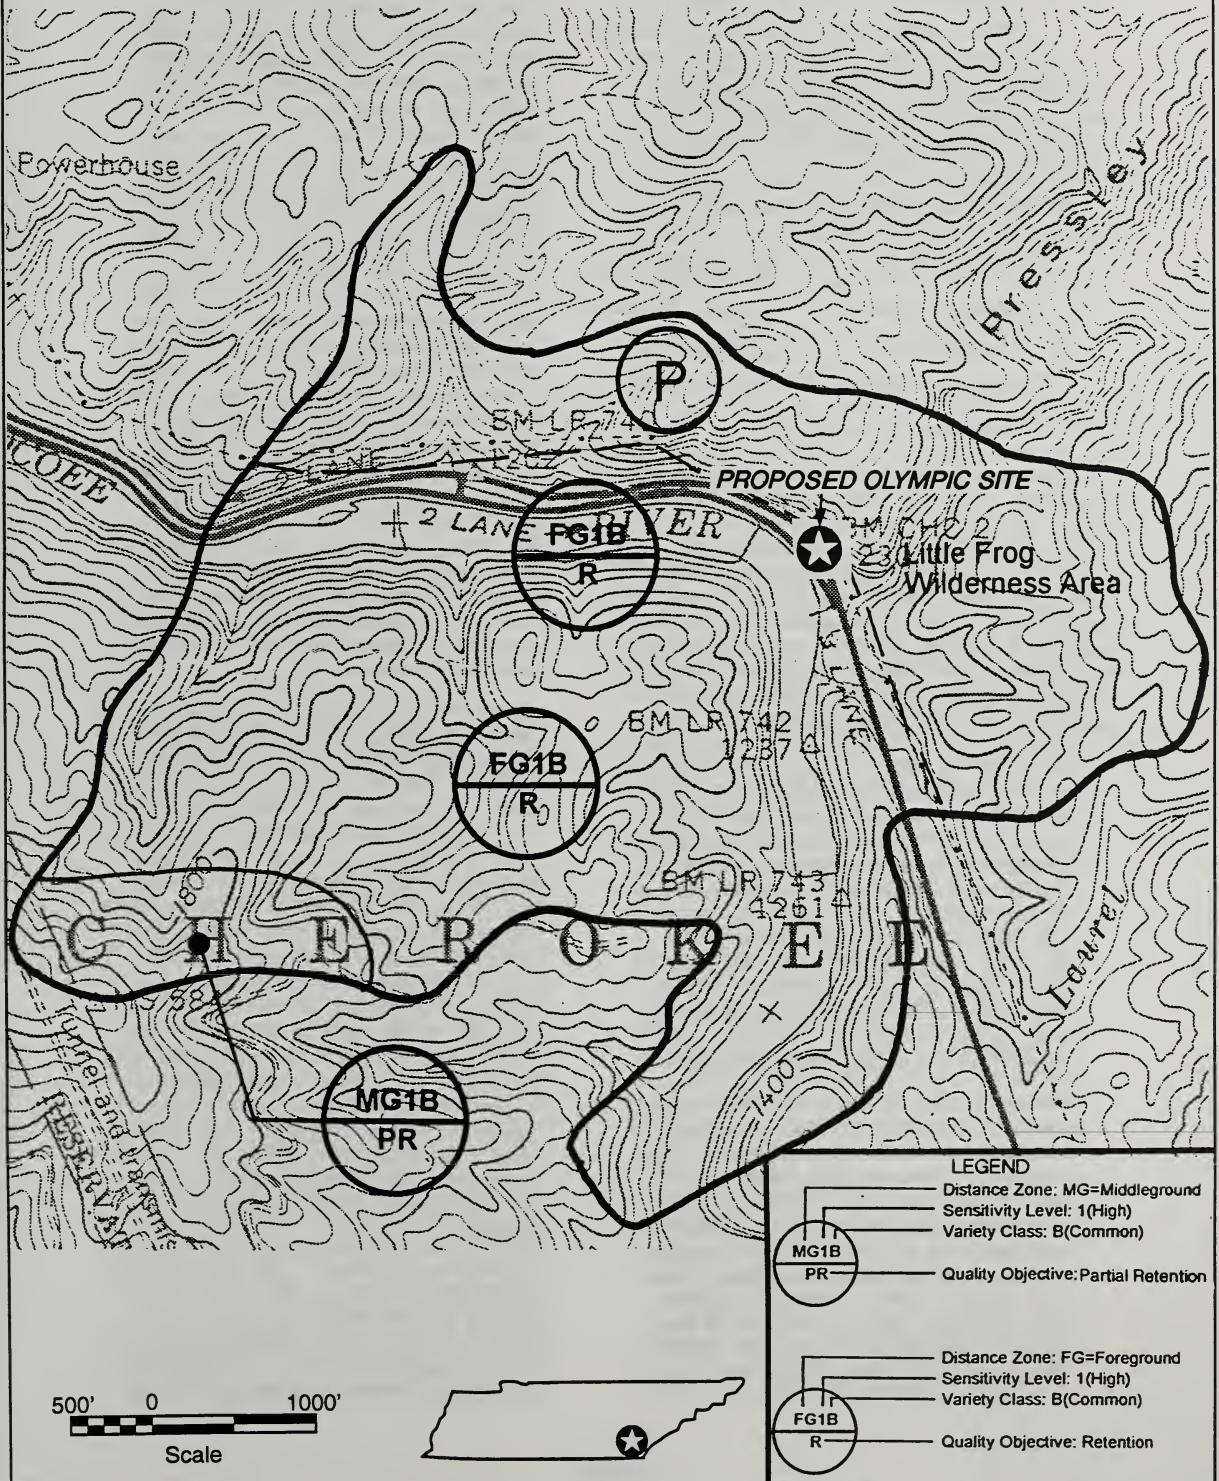 Powerhouse
Pressley
P
BM LR 74
2 LANE
COEE
PROPOSED OLYMPIC SITE
2 LANE
RIVER
FG1B
R
Little Frog
Wilderness Area
BM LR 742
1237
FG1B
R
BM LR 743
1261
1800
CHEROKEE
Laurel
1400
Tunnel and
MG1B
PR
LEGEND
Distance Zone: MG=Middleground
Sensitivity Level: 1(High)
Variety Class: B(Common)
MG1B
PR
Quality Objective: Partial Retention
Distance Zone: FG=Foreground
Sensitivity Level: 1(High)
Variety Class: B(Common)
FG1B
R
Quality Objective: Retention
500' 0 1000'
Scale